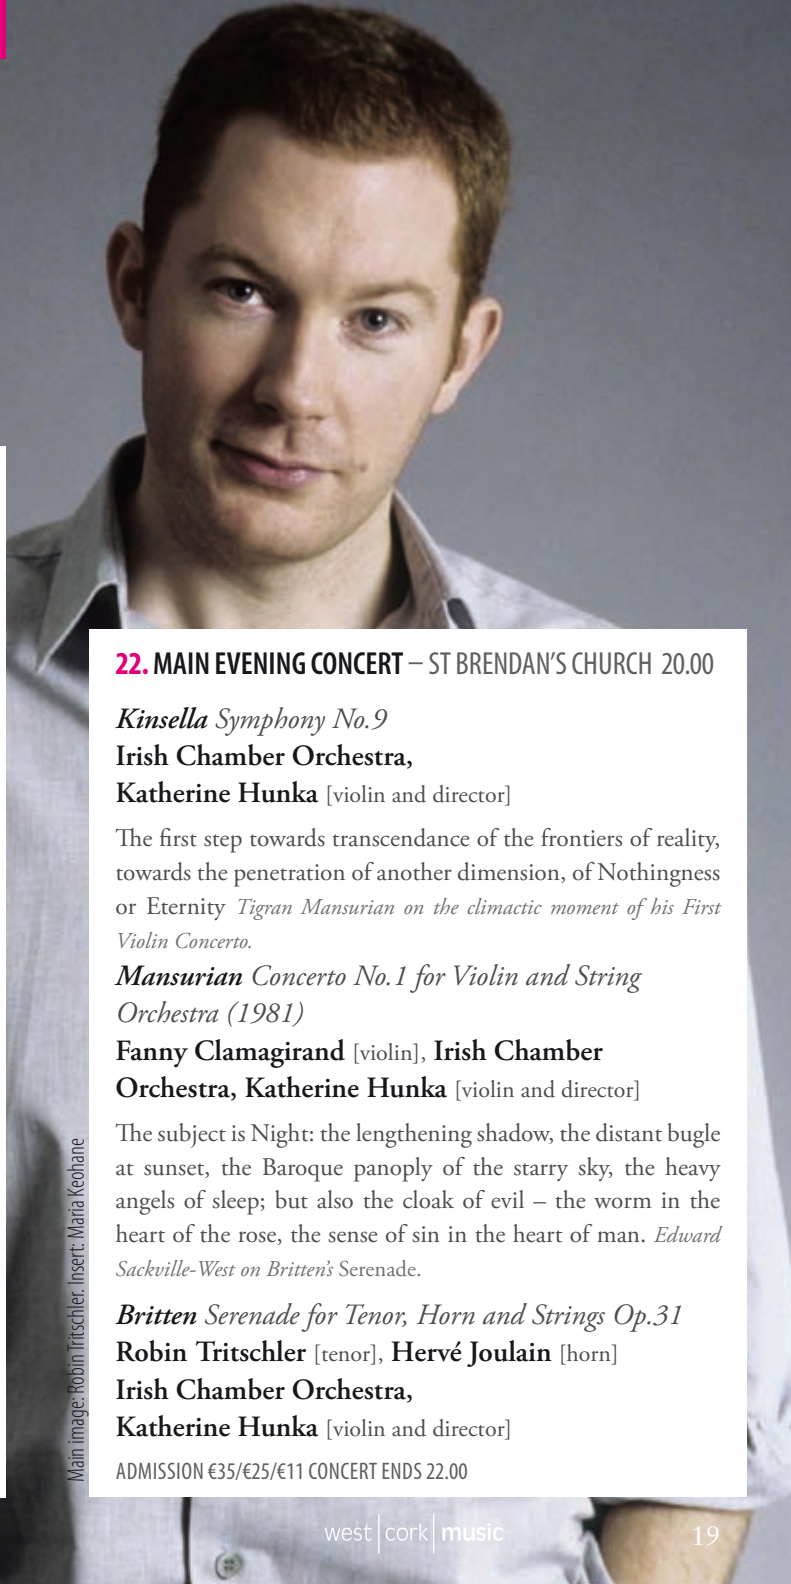 22. MAIN EVENING CONCERT – ST BRENDAN'S CHURCH 20.00
Kinsella Symphony No.9
Irish Chamber Orchestra,
Katherine Hunka [violin and director]
The first step towards transcendance of the frontiers of reality,
towards the penetration of another dimension, of Nothingness
or Eternity Tigran Mansurian on the climactic moment of his First
Violin Concerto.
Mansurian Concerto No.1 for Violin and String
Orchestra (1981)
Fanny Clamagirand [violin], Irish Chamber
Orchestra, Katherine Hunka [violin and director]
The subject is Night: the lengthening shadow, the distant bugle
at sunset, the Baroque panoply of the starry sky, the heavy
angels of sleep; but also the cloak of evil – the worm in the
heart of the rose, the sense of sin in the heart of man. Edward
Sackville-West on Britten's Serenade.
Britten Serenade for Tenor, Horn and Strings Op.31
Robin Tritschler [tenor], Hervé Joulain [horn]
Irish Chamber Orchestra,
Katherine Hunka [violin and director]
ADMISSION €35/€25/€11 CONCERT ENDS 22.00
Main image: Robin Tritschler. Insert: Maria Keohane
west cork music
19